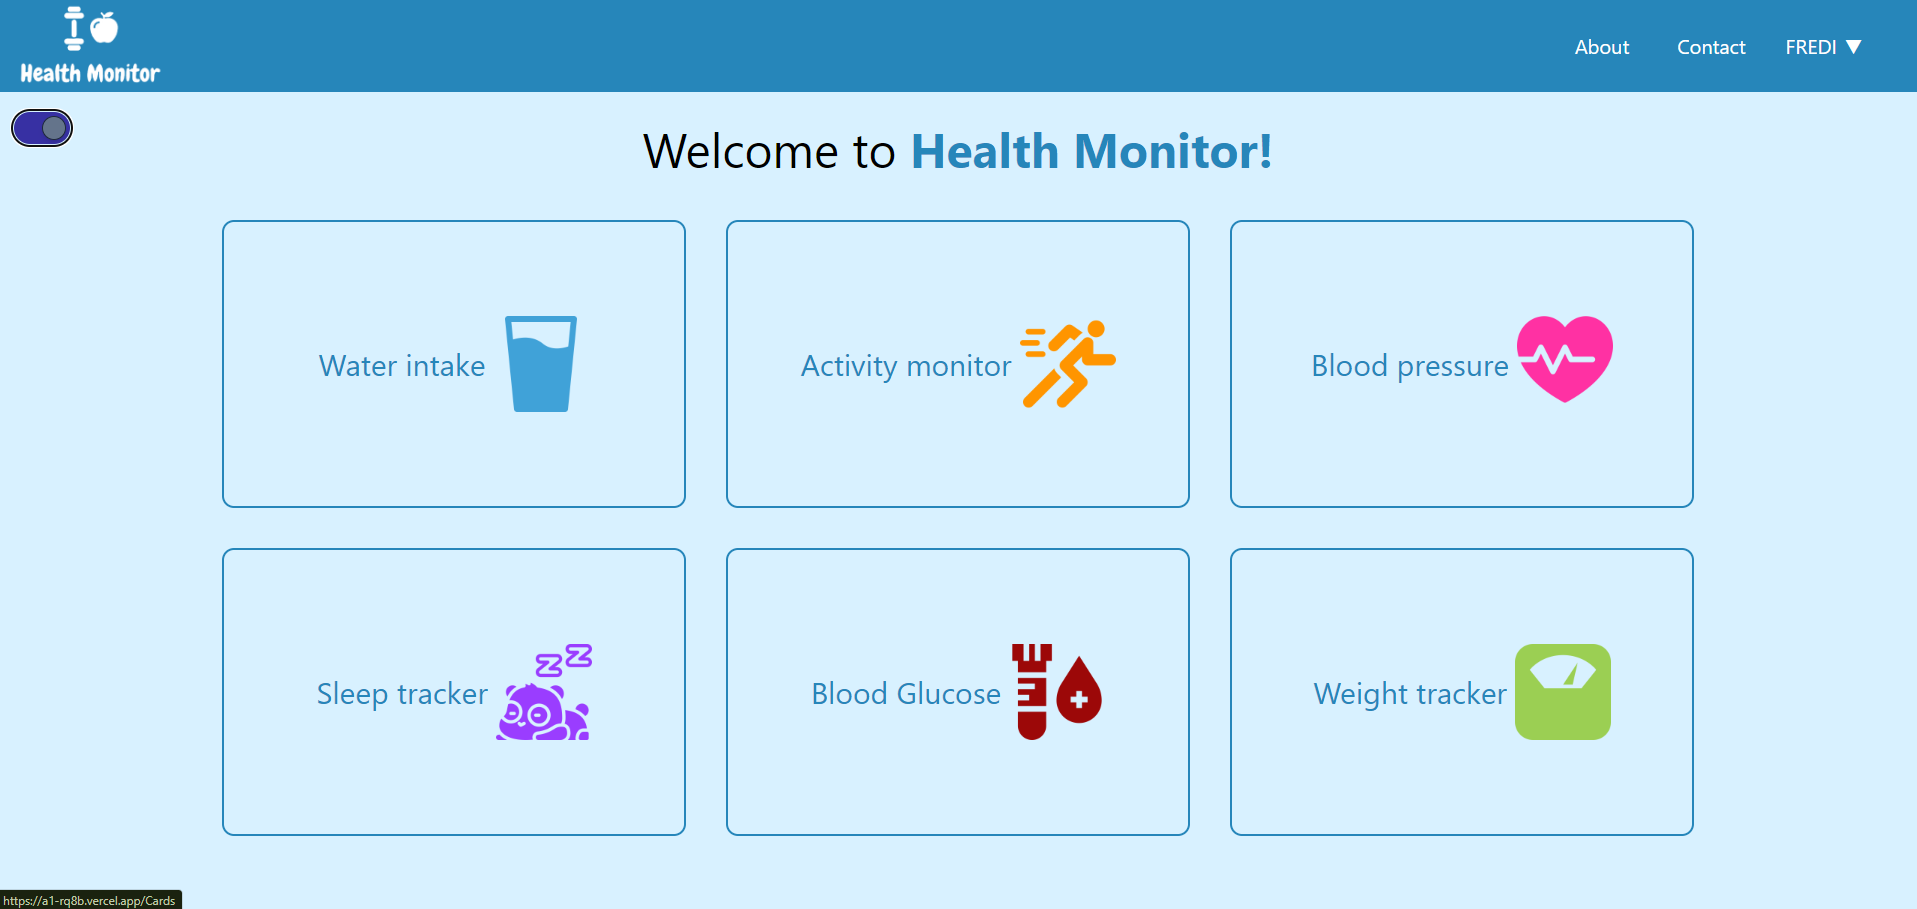 Health Monitor
About
Contact
FREDI ▼
Welcome to Health Monitor!
Water intake
Activity monitor
Blood pressure
Sleep tracker
Blood Glucose
Weight tracker
https://a1-rq8b.vercel.app/Cards